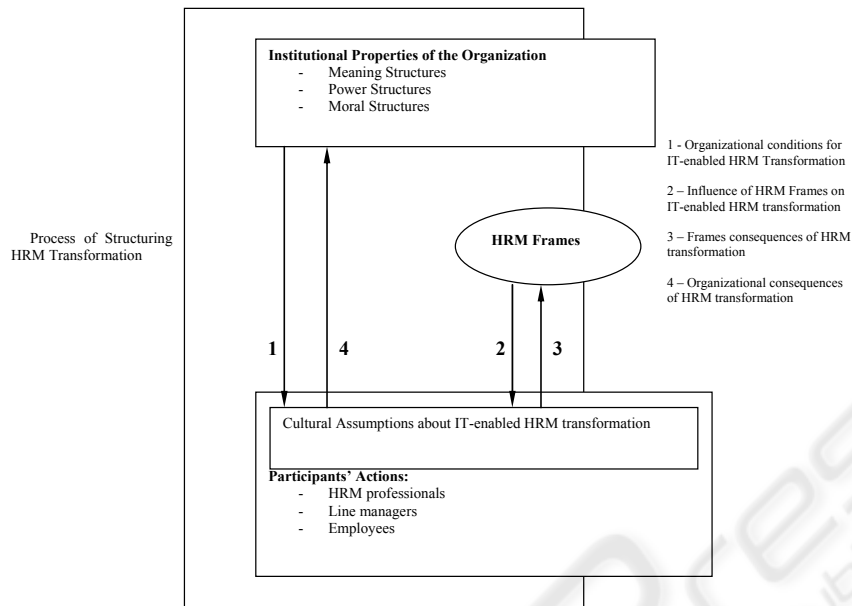 Institutional Properties of the Organization
- Meaning Structures
- Power Structures
- Moral Structures
1 - Organizational conditions for
IT-enabled HRM Transformation
2 – Influence of HRM Frames on
IT-enabled HRM transformation
3 – Frames consequences of HRM
transformation
4 – Organizational consequences
of HRM transformation
Process of Structuring
HRM Transformation
HRM Frames
1 4 2 3
Cultural Assumptions about IT-enabled HRM transformation
Participants' Actions:
- HRM professionals
- Line managers
- Employees